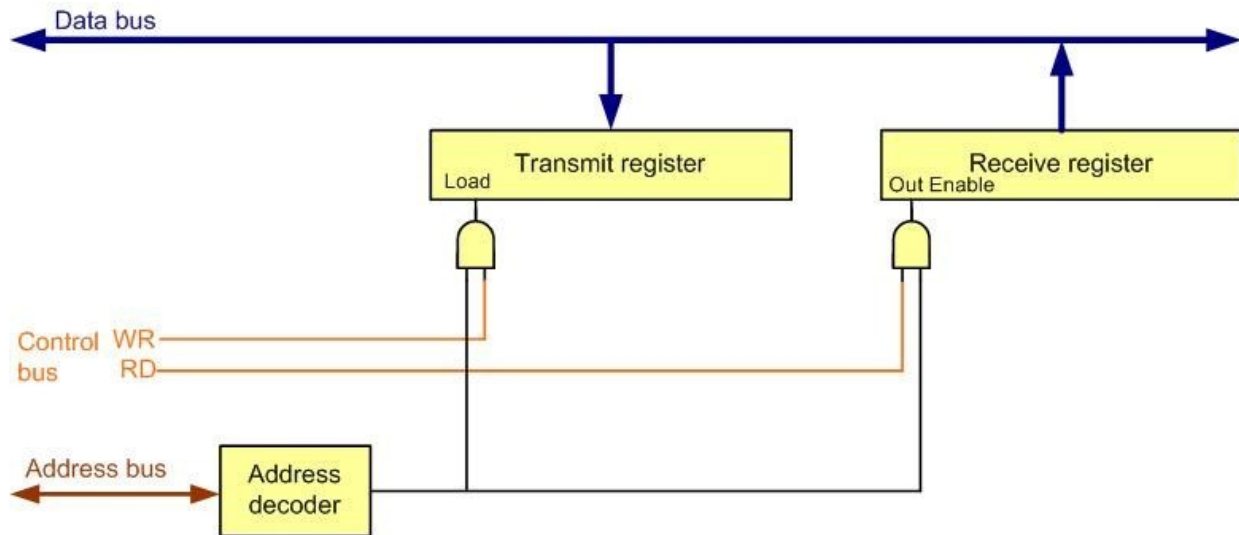 Data bus
Transmit register
Load
Receive register
Out Enable
Control WR
bus RD
Address bus
Address
decoder